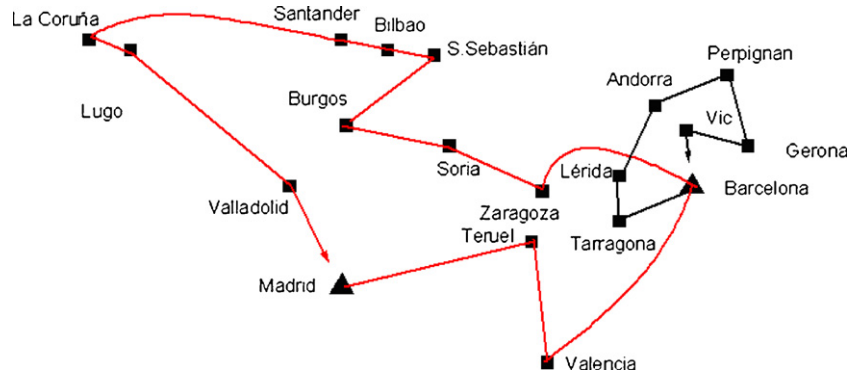 La Coruña
Santander
Bilbao
S.Sebastián
Perpignan
Andorra
Lugo
Burgos
Vic
Gerona
Soria
Lérida
Barcelona
Valladolid
Zaragoza
Teruel
Tarragona
Madrid
Valencia